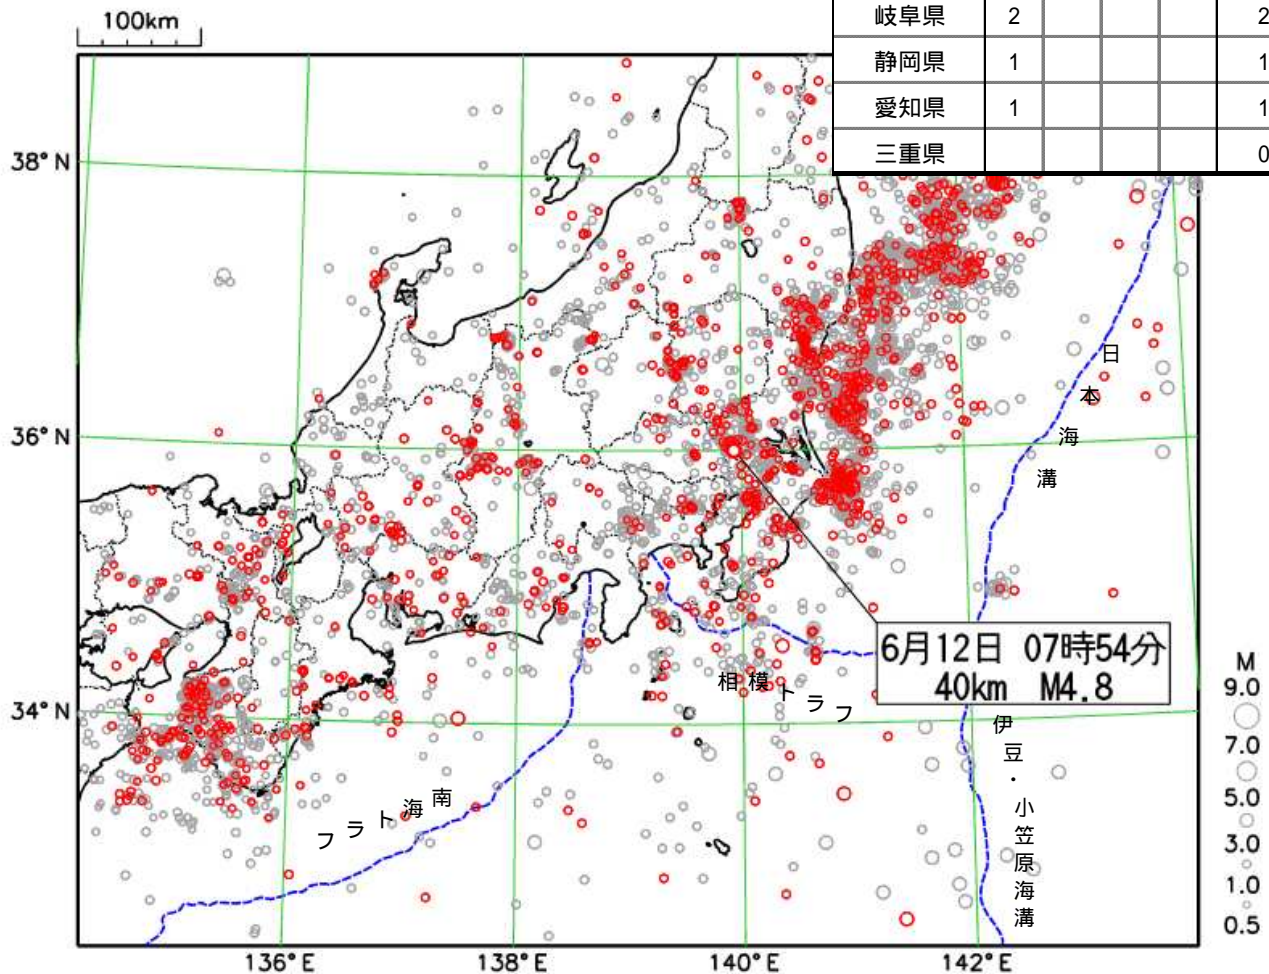 100km
岐阜県 2 2
静岡県 1 1
愛知県 1 1
三重県 0
38°N
36°N
34°N
日本海溝
6月12日 07時54分
40km M4.8
相模トラフ
南海トラフ
伊豆・小笠原海溝
M
9.0
7.0
5.0
3.0
1.0
0.5
136°E
138°E
140°E
142°E